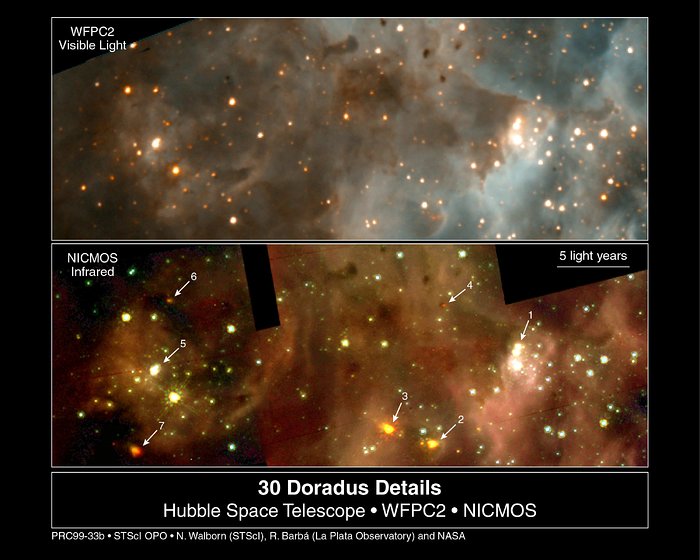 WFPC2
Visible Light
NICMOS
Infrared
5 light years
6
4
1
5
3
2
7
30 Doradus Details
Hubble Space Telescope • WFPC2 • NICMOS
PRC99-33b • STScI OPO • N. Walborn (STScI), R. Barbá (La Plata Observatory) and NASA